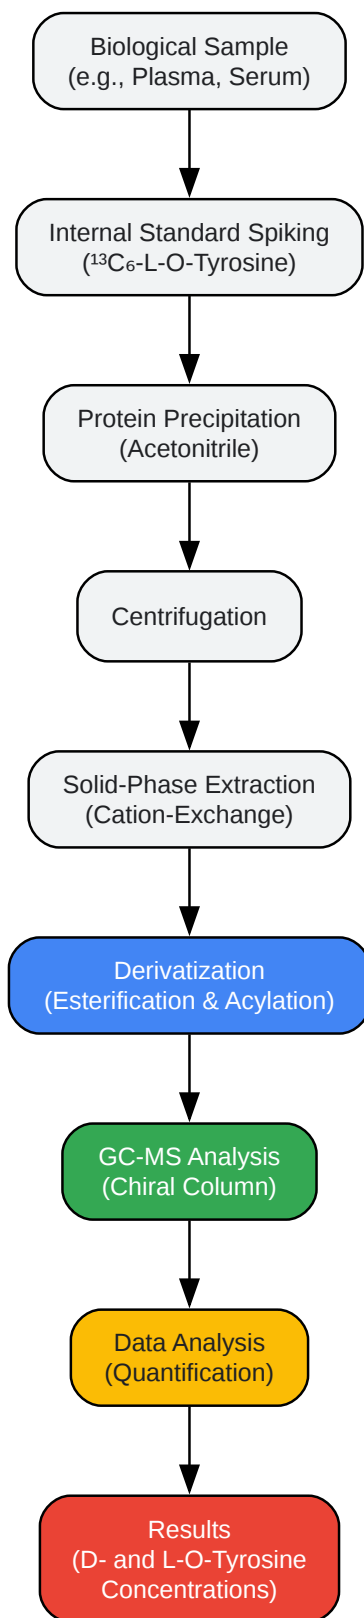 Biological Sample
(e.g., Plasma, Serum)
Internal Standard Spiking
(¹³C₆-L-O-Tyrosine)
Protein Precipitation
(Acetonitrile)
Centrifugation
Solid-Phase Extraction
(Cation-Exchange)
Derivatization
(Esterification & Acylation)
GC-MS Analysis
(Chiral Column)
Data Analysis
(Quantification)
Results
(D- and L-O-Tyrosine
Concentrations)